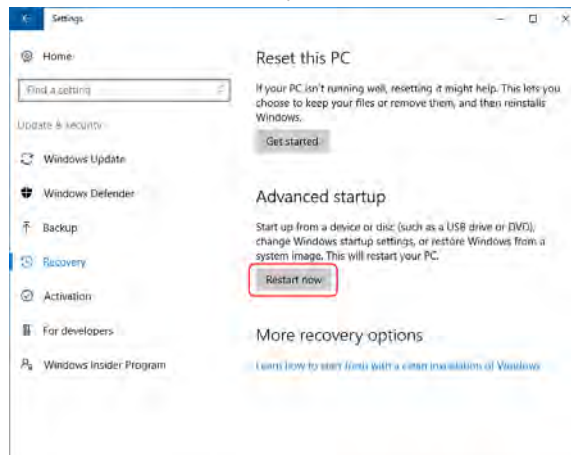 Settings
Home
Find a setting
Update & security
Windows Update
Windows Defender
Backup
Recovery
Activation
For developers
Windows Insider Program
Reset this PC
If your PC isn't running well, resetting it might help. This lets you
choose to keep your files or remove them, and then reinstalls
Windows.
Get started
Advanced startup
Start up from a device or disc (such as a USB drive or DVD),
change Windows startup settings, or restore Windows from a
system image. This will restart your PC.
Restart now
More recovery options
Learn how to start fresh with a clean installation of Windows